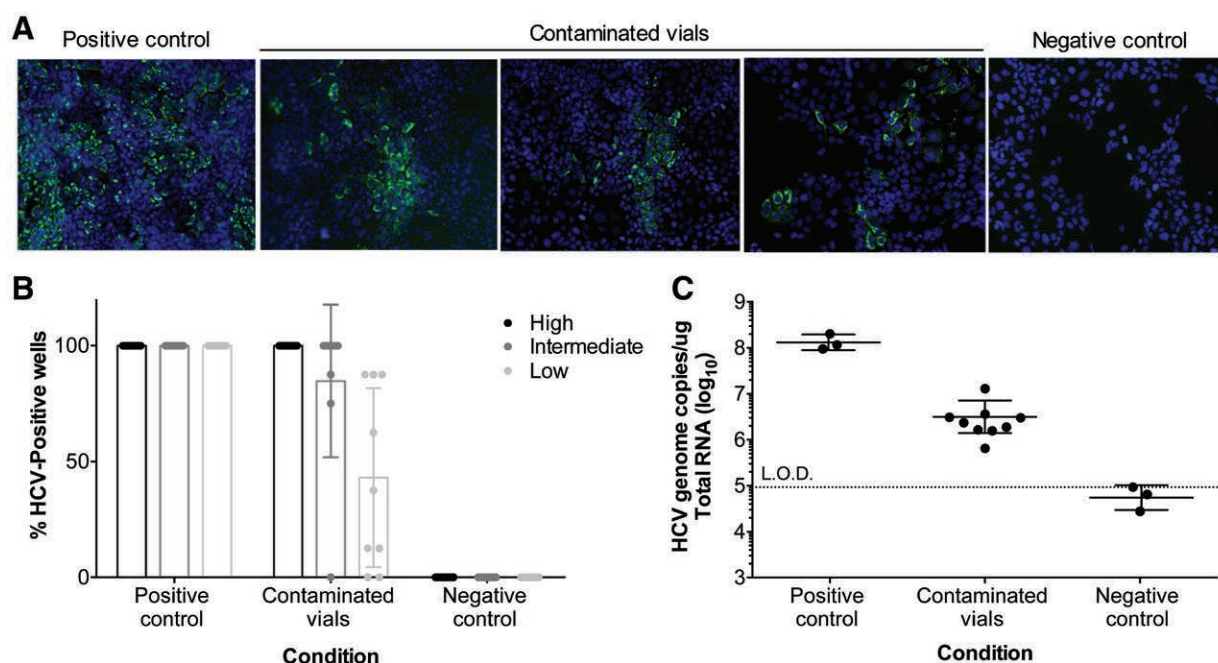 A
Positive control
Contaminated vials
Negative control
B
% HCV-Positive wells
100
50
0
High
Intermediate
Low
Positive
control
Contaminated
vials
Negative
control
Condition
C
HCV genome copies/ug
Total RNA (log10)
9
8
7
6
5
4
3
L.O.D.
Positive
control
Contaminated
vials
Negative
control
Condition